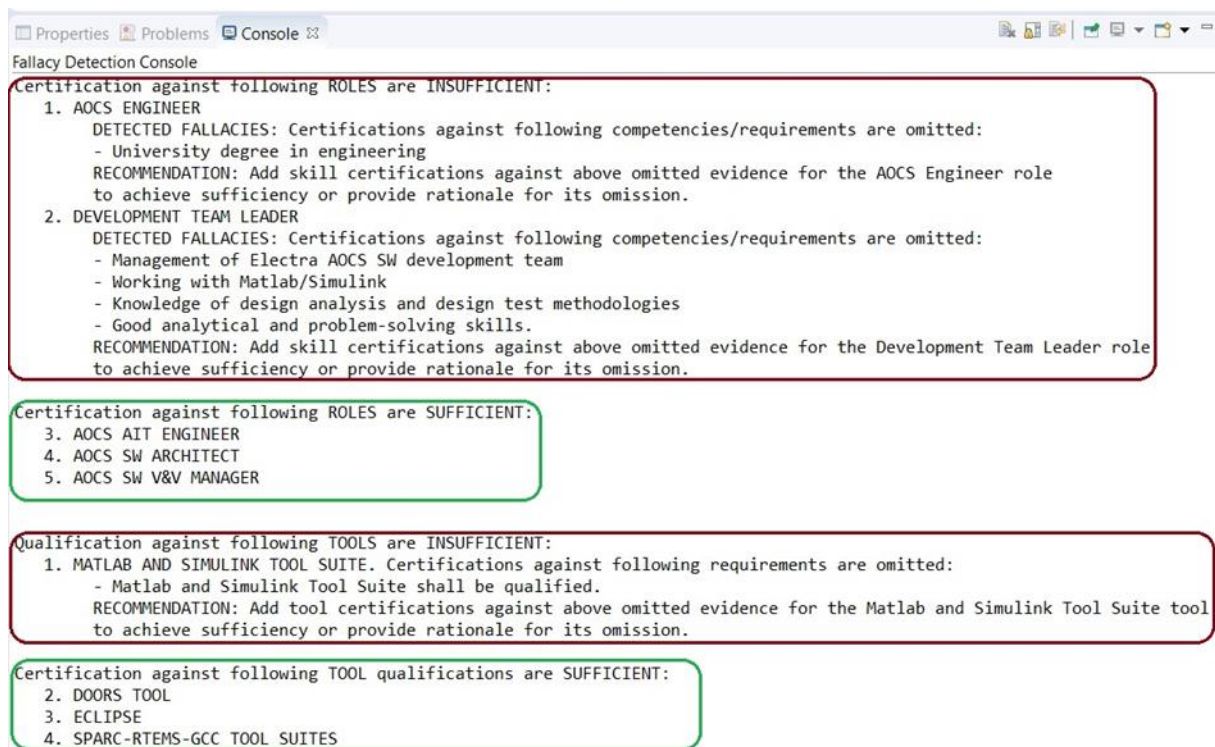 Properties Problems Console
Fallacy Detection Console
Certification against following ROLES are INSUFFICIENT:
1. AOCS ENGINEER
DETECTED FALLACIES: Certifications against following competencies/requirements are omitted:
- University degree in engineering
RECOMMENDATION: Add skill certifications against above omitted evidence for the AOCS Engineer role
to achieve sufficiency or provide rationale for its omission.
2. DEVELOPMENT TEAM LEADER
DETECTED FALLACIES: Certifications against following competencies/requirements are omitted:
- Management of Electra AOCS SW development team
- Working with Matlab/Simulink
- Knowledge of design analysis and design test methodologies
- Good analytical and problem-solving skills.
RECOMMENDATION: Add skill certifications against above omitted evidence for the Development Team Leader role
to achieve sufficiency or provide rationale for its omission.
Certification against following ROLES are SUFFICIENT:
3. AOCS AIT ENGINEER
4. AOCS SW ARCHITECT
5. AOCS SW V&V MANAGER
Qualification against following TOOLS are INSUFFICIENT:
1. MATLAB AND SIMULINK TOOL SUITE. Certifications against following requirements are omitted:
- Matlab and Simulink Tool Suite shall be qualified.
RECOMMENDATION: Add tool certifications against above omitted evidence for the Matlab and Simulink Tool Suite tool
to achieve sufficiency or provide rationale for its omission.
Certification against following TOOL qualifications are SUFFICIENT:
2. DOORS TOOL
3. ECLIPSE
4. SPARC-RTEMS-GCC TOOL SUITES